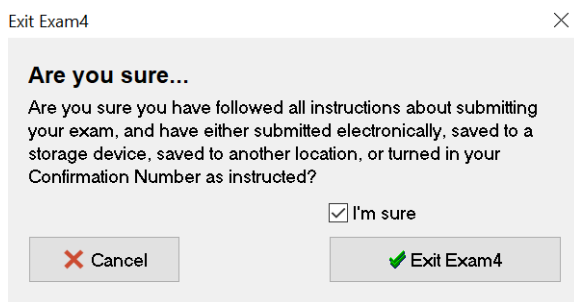 Exit Exam4
Are you sure...
Are you sure you have followed all instructions about submitting
your exam, and have either submitted electronically, saved to a
storage device, saved to another location, or turned in your
Confirmation Number as instructed?
I'm sure
Cancel
Exit Exam4